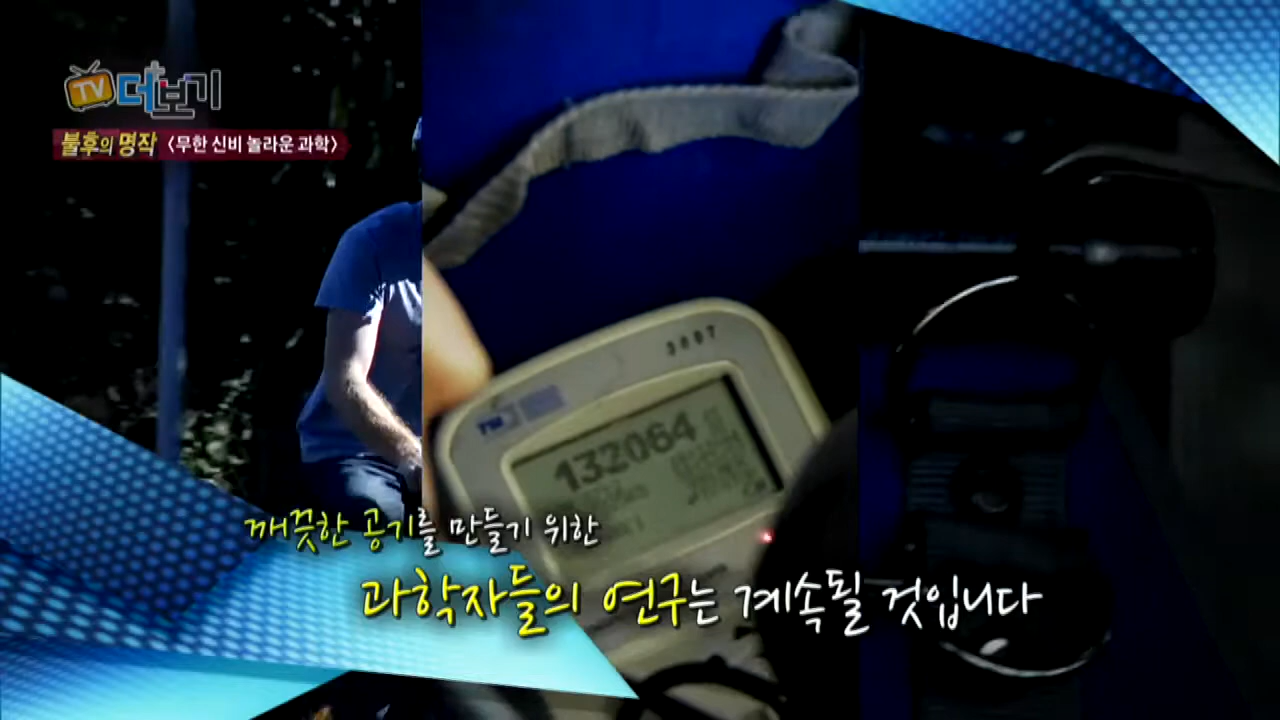 TV 더보기
불후의 명작 〈무한 신비 놀라운 과학〉
3007
132064
깨끗한 공기를 만들기 위한
과학자들의 연구는 계속될 것입니다